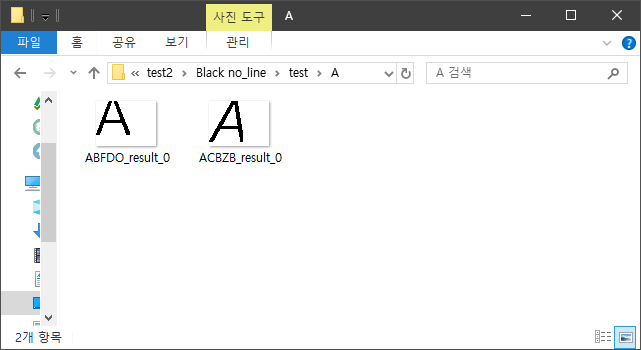 사진 도구 A
파일 홈 공유 보기 관리
« test2 > Black no_line > test > A
A 검색
A A
ABFDO_result_0 ACBZB_result_0
2개 항목